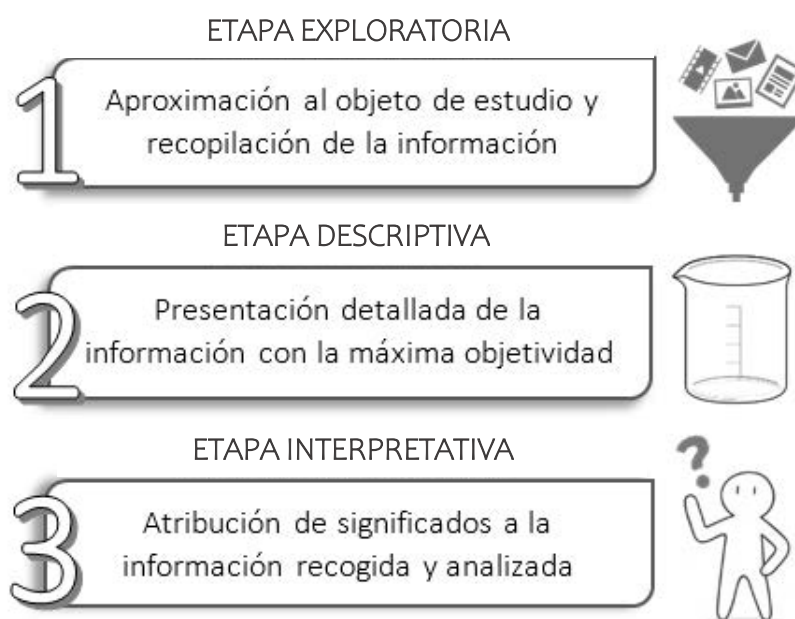 ETAPA EXPLORATORIA
1
Aproximación al objeto de estudio y
recopilación de la información
ETAPA DESCRIPTIVA
2
Presentación detallada de la
información con la máxima objetividad
ETAPA INTERPRETATIVA
?
3
Atribución de significados a la
información recogida y analizada